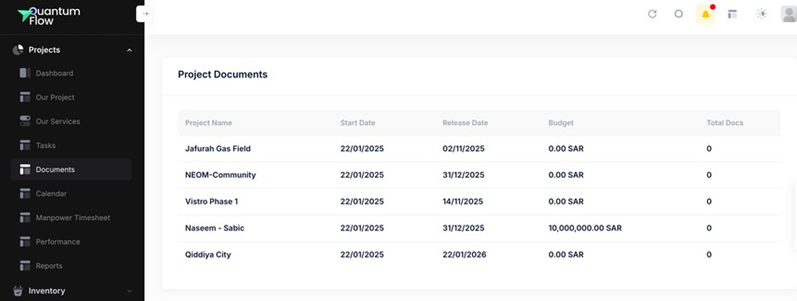 Quantum
Flow
Projects
Dashboard
Our Project
Our Services
Tasks
Documents
Calendar
Manpower Timesheet
Performance
Reports
Inventory
Project Documents
Project Name Start Date Release Date Budget Total Docs
Jafurah Gas Field 22/01/2025 02/11/2025 0.00 SAR 0
NEOM-Community 22/01/2025 31/12/2025 0.00 SAR 0
Vistro Phase 1 22/01/2025 14/11/2025 0.00 SAR 0
Naseem - Sabic 22/01/2025 31/12/2025 10,000,000.00 SAR 0
Qiddiya City 22/01/2025 22/01/2026 0.00 SAR 0